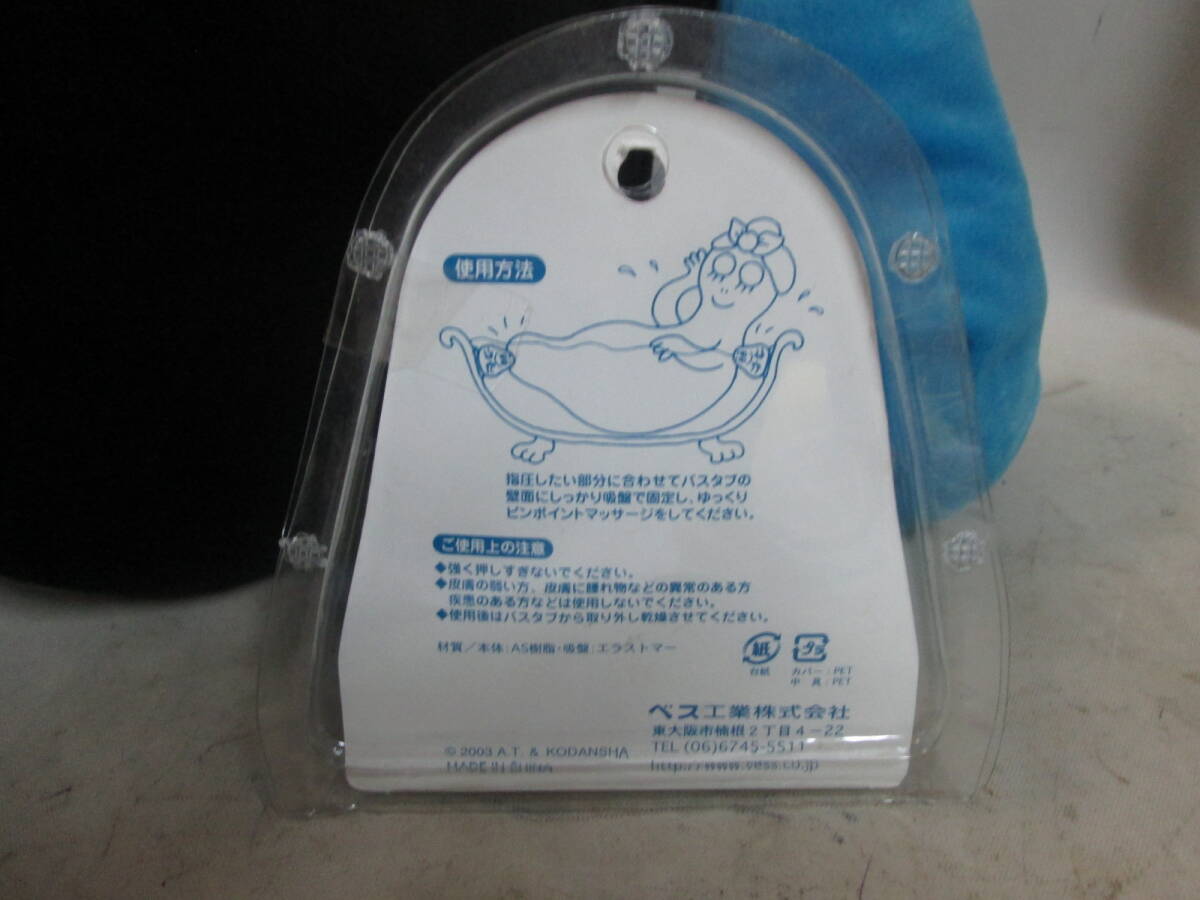 使用方法
指圧したい部分に合わせてバスタブの
壁面にしっかり吸盤で固定し、ゆっくり
ピンポイントマッサージをしてください。
ご使用上の注意
◆強く押しすぎないでください。
◆皮膚の弱い方、皮膚に腫れ物などの異常のある方
疾患のある方などは使用しないでください。
◆使用後はバスタブから取り外し乾燥させてください。
材質／本体：AS樹脂・吸盤：エラストマー
紙
台紙
プラ
カバー：PET
中 具：PET
ベス工業株式会社
東大阪市楠根2丁目4－22
TEL (06)6745-5511
http://www.vess.co.jp
© 2003 A.T. & KODANSHA
MADE IN CHINA